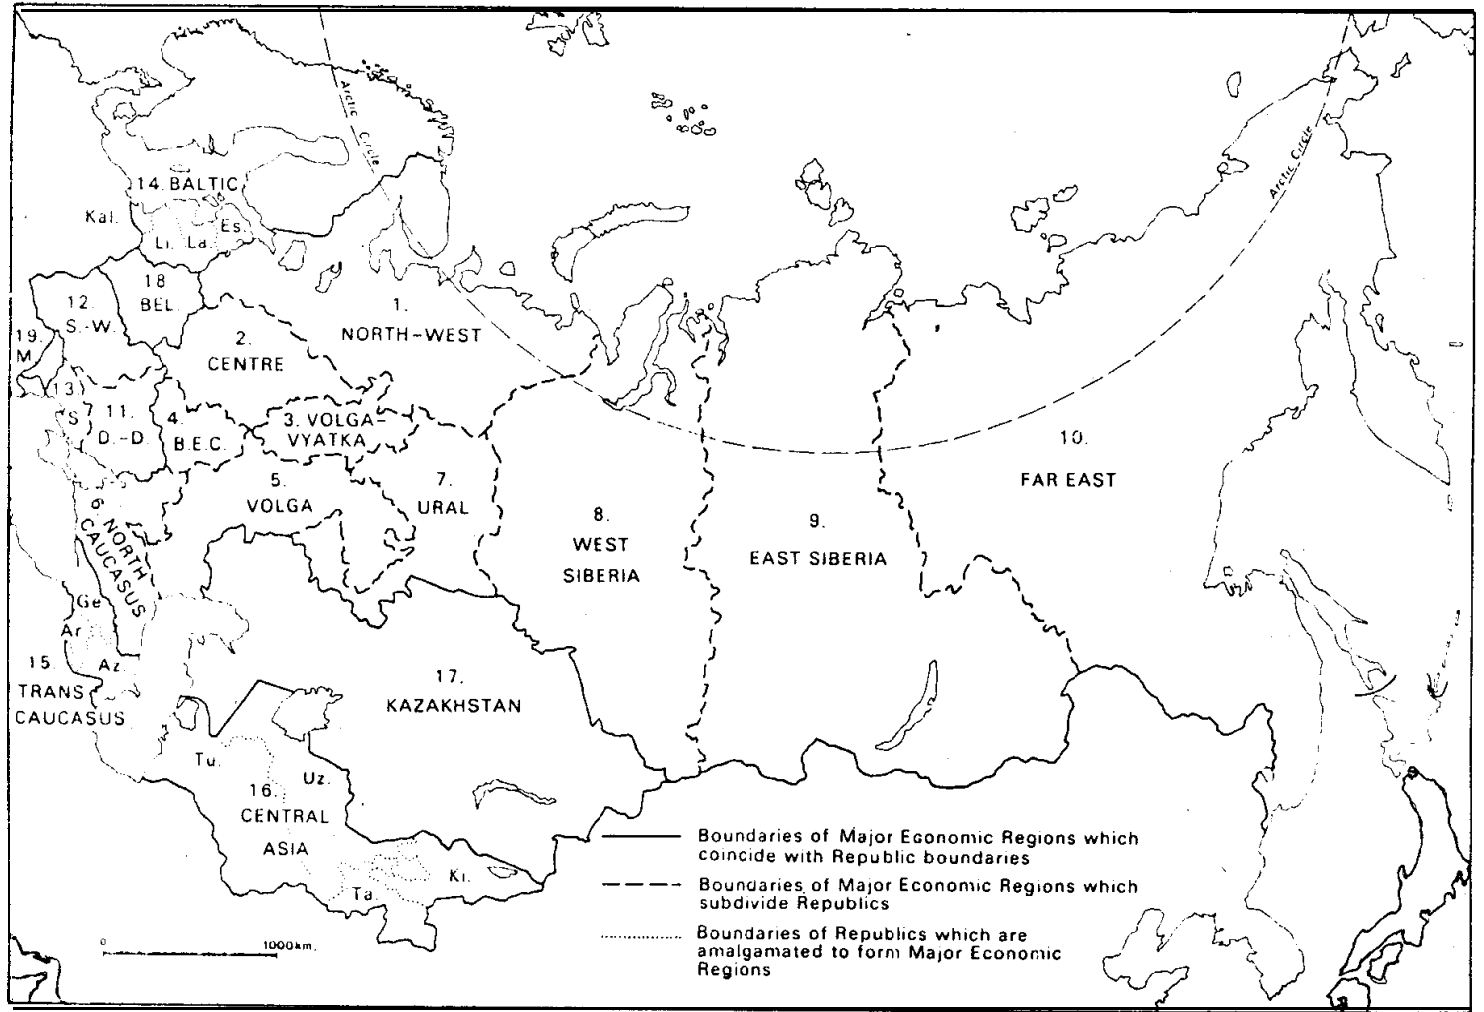 Arctic Circle
Arctic Circle
14. BALTIC
Kal.
Es.
Li. La.
18
BEL.
12.
S.-W.
19.
M
1.
NORTH-WEST
2.
CENTRE
13
S
11.
D.-D.
4.
B.E.C.
3. VOLGA-
VYATKA
5.
VOLGA
7.
URAL
6. NORTH
CAUCASUS
8.
WEST
SIBERIA
9.
EAST SIBERIA
10.
FAR EAST
Ge
Ar
Az.
15.
TRANS
CAUCASUS
17.
KAZAKHSTAN
Tu.
Uz.
16.
CENTRAL
ASIA
Ta.
Ki.
Boundaries of Major Economic Regions which
coincide with Republic boundaries
Boundaries of Major Economic Regions which
subdivide Republics
Boundaries of Republics which are
amalgamated to form Major Economic
Regions
0 1000km.